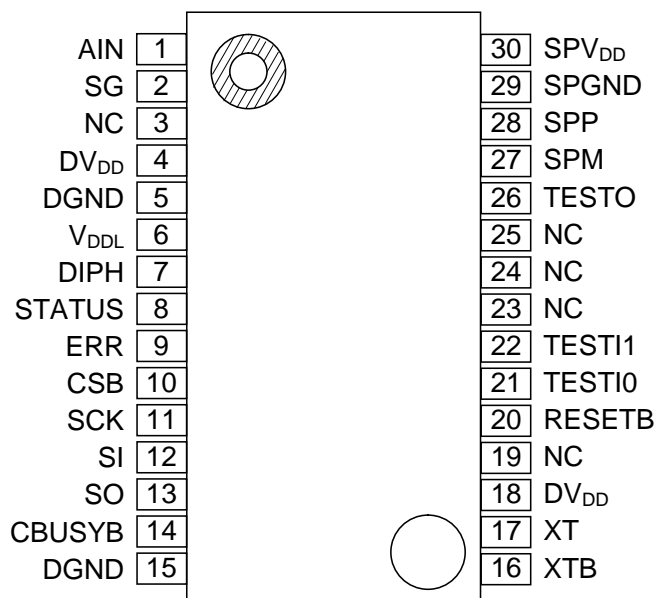 AIN 1 30 SPVDD
SG 2 29 SPGND
NC 3 28 SPP
DVDD 4 27 SPM
DGND 5 26 TESTO
VDDL 6 25 NC
DIPH 7 24 NC
STATUS 8 23 NC
ERR 9 22 TESTI1
CSB 10 21 TESTI0
SCK 11 20 RESETB
SI 12 19 NC
SO 13 18 DVDD
CBUSYB 14 17 XT
DGND 15 16 XTB